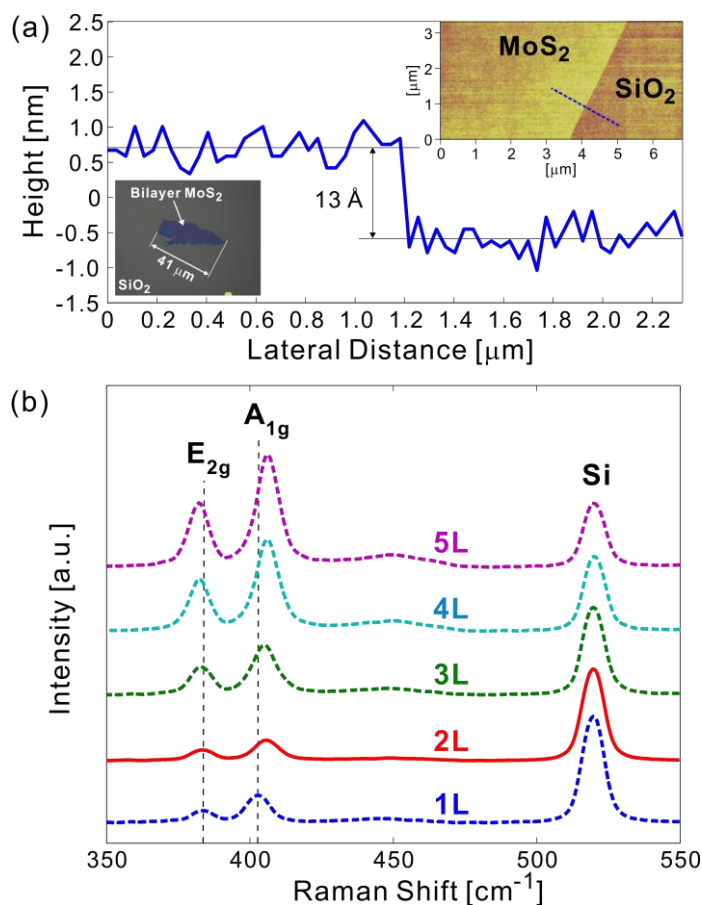 (a)
Height [nm]
2.5
2.0
1.5
1.0
0.5
0
-0.5
-1.0
-1.5
0 0.2 0.4 0.6 0.8 1.0 1.2 1.4 1.6 1.8 2.0 2.2
Lateral Distance [μm]
13 Å
Bilayer MoS2
41 μm
SiO2
MoS2
SiO2
[μm]
3
2
1
0
0 1 2 3 4 5 6
[μm]
(b)
Intensity [a.u.]
E2g
A1g
Si
5L
4L
3L
2L
1L
350 400 450 500 550
Raman Shift [cm-1]